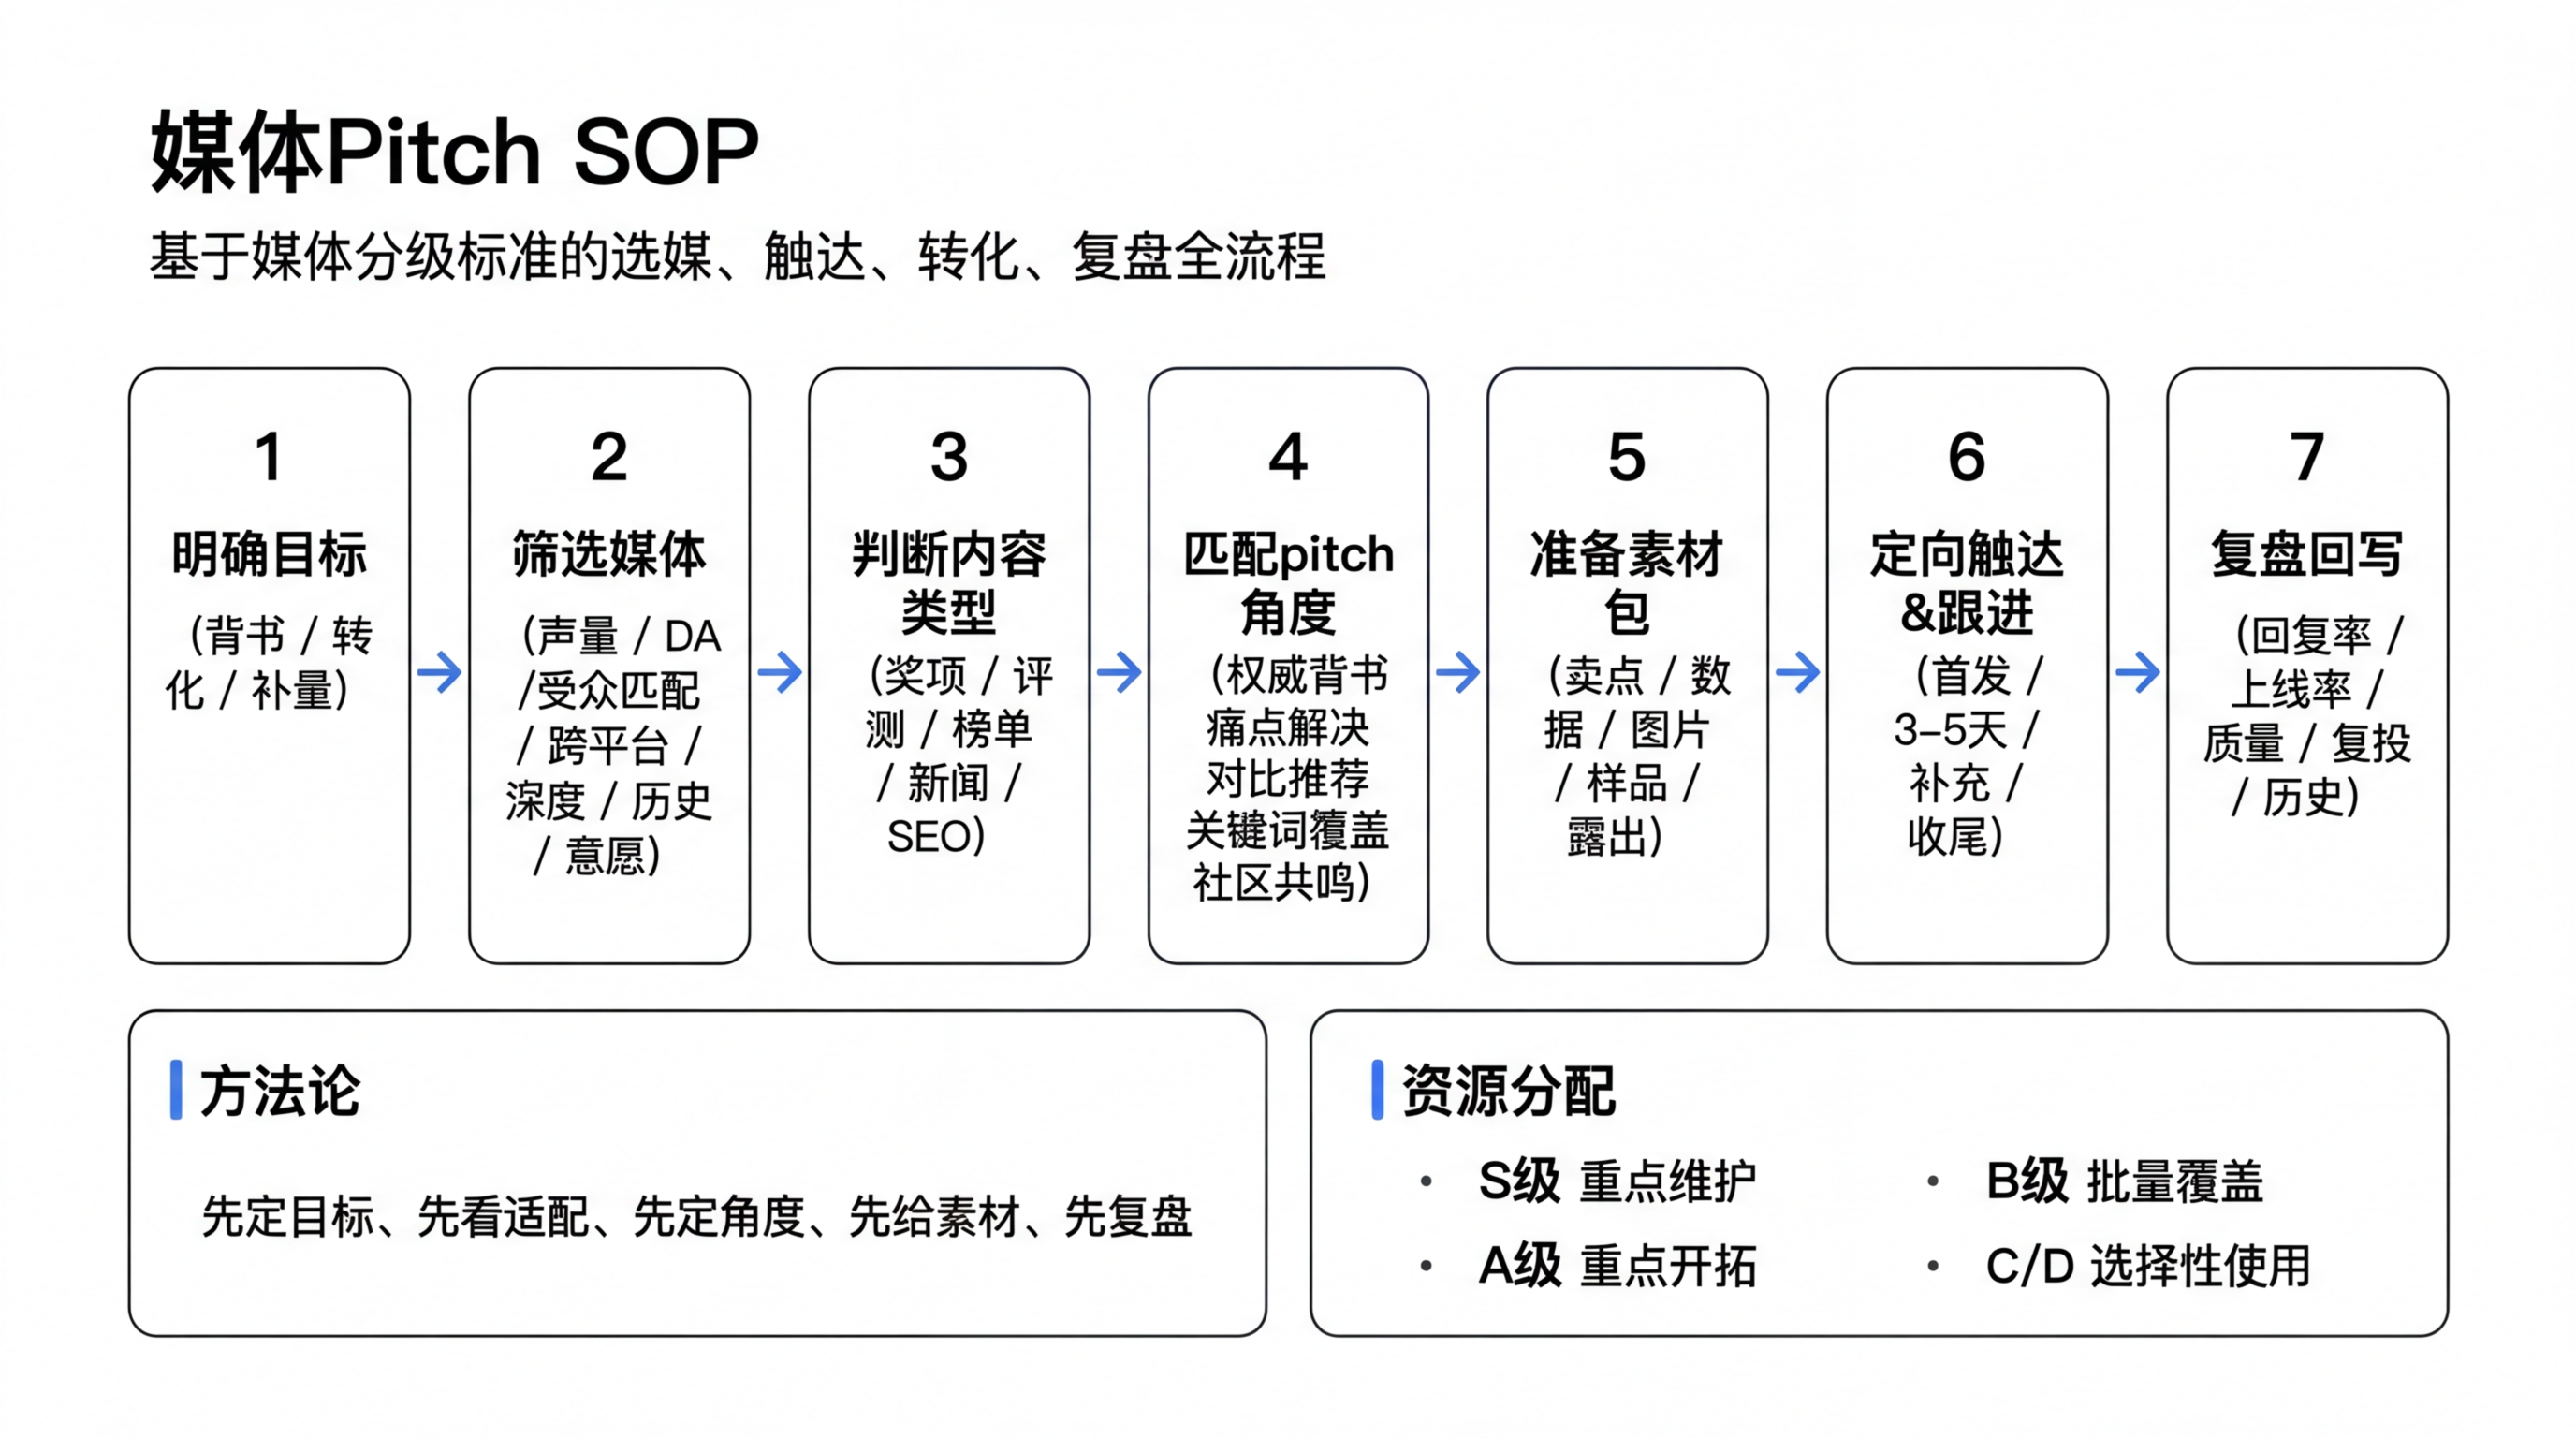 媒体Pitch SOP
基于媒体分级标准的选媒、触达、转化、复盘全流程
1
明确目标
（背书 / 转
化 / 补量）
2
筛选媒体
（声量 / DA
/受众匹配
/ 跨平台 /
深度 / 历史
/ 意愿）
3
判断内容
类型
（奖项 / 评
测 / 榜单
/ 新闻 /
SEO）
4
匹配pitch
角度
（权威背书
痛点解决
对比推荐
关键词覆盖
社区共鸣）
5
准备素材
包
（卖点 / 数
据 / 图片
/ 样品 /
露出）
6
定向触达
&跟进
（首发 /
3–5天 /
补充 /
收尾）
7
复盘回写
（回复率 /
上线率 /
质量 / 复投
/ 历史）
方法论
先定目标、先看适配、先定角度、先给素材、先复盘
资源分配
• S级 重点维护
• A级 重点开拓
• B级 批量覆盖
• C/D 选择性使用